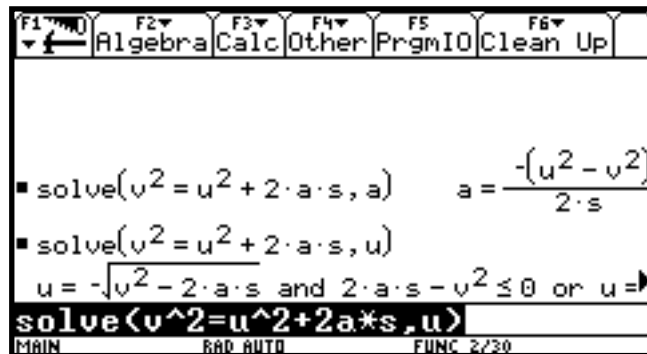 F1 F2 F3 F4 F5 F6
Algebra Calc Other PrgmIO Clean Up
▪ solve(v² = u² + 2·a·s, a) a = -(u² - v²) / 2·s
▪ solve(v² = u² + 2·a·s, u)
u = -√(v² - 2·a·s) and 2·a·s - v² ≤ 0 or u =▶
solve(v^2=u^2+2a*s,u)
MAIN RAD AUTO FUNC 2/30